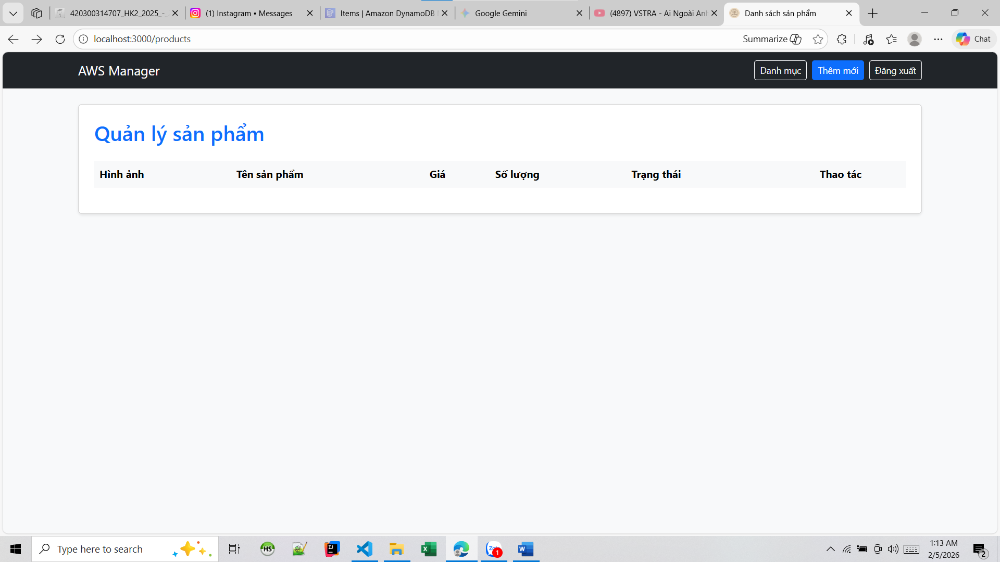 420300314707_HK2_2025_-_
(1) Instagram • Messages
Items | Amazon DynamoDB
Google Gemini
(4897) VSTRA - Ai Ngoài Anh
Danh sách sản phẩm
localhost:3000/products
Summarize
Chat
AWS Manager
Danh mục
Thêm mới
Đăng xuất
Quản lý sản phẩm
Hình ảnh Tên sản phẩm Giá Số lượng Trạng thái Thao tác
Type here to search
HS
IJ
Zalo
1
W
1:13 AM
2/5/2026
2